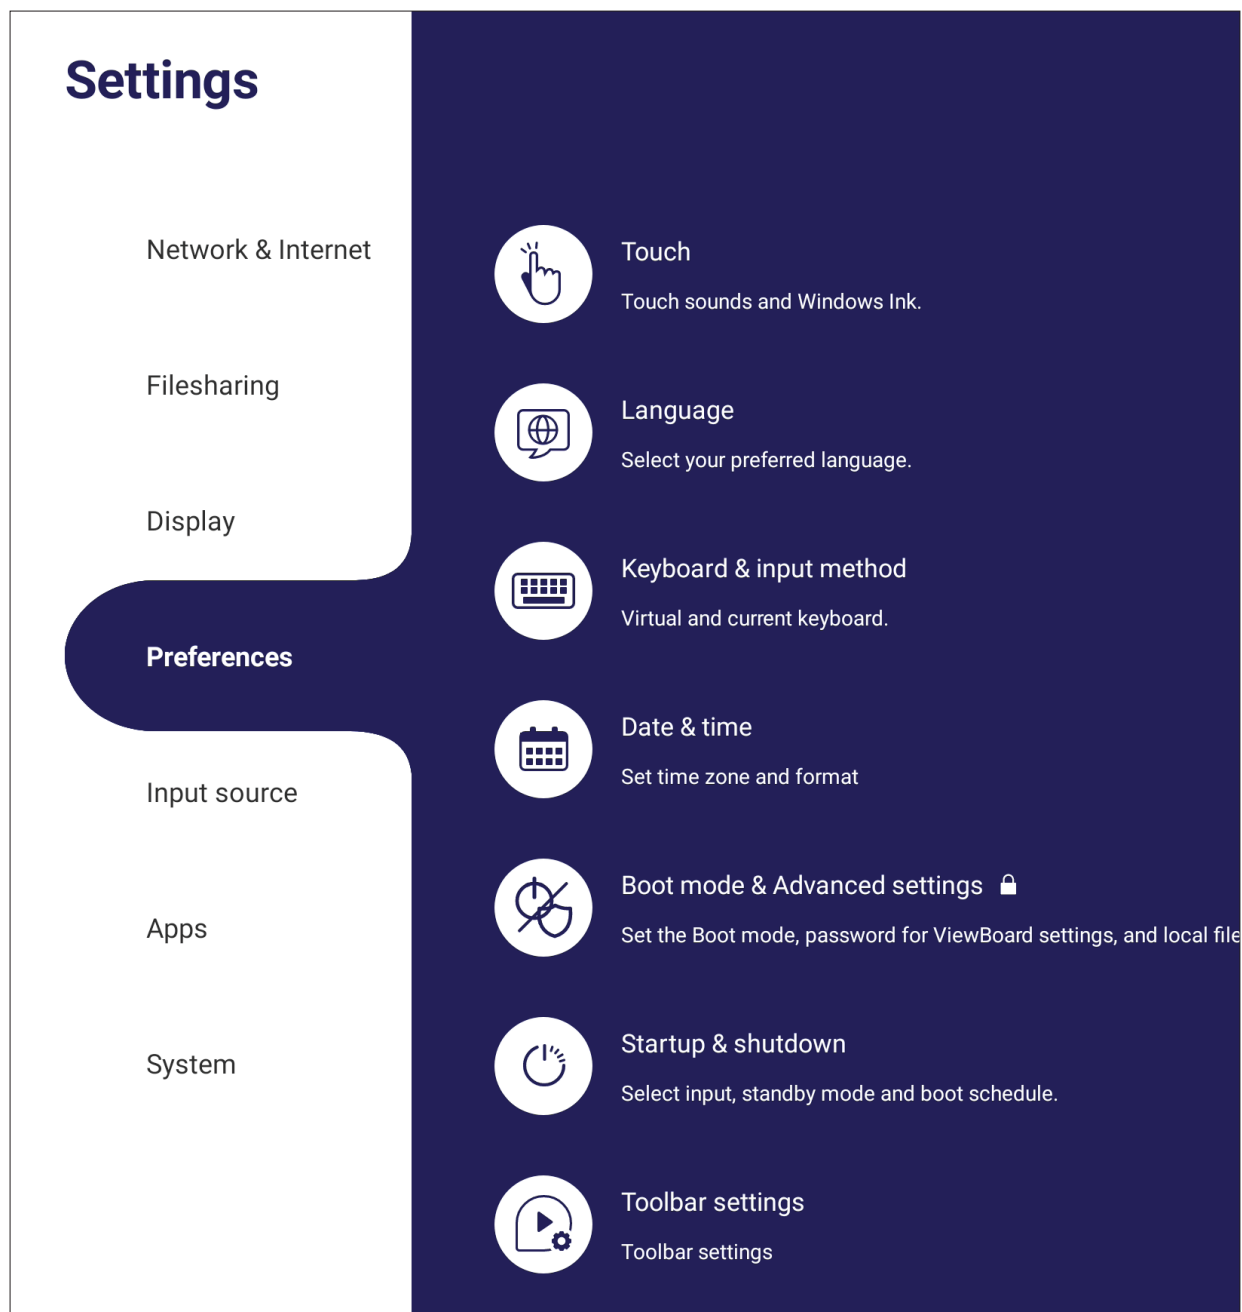 Settings
Network & Internet
Filesharing
Display
Preferences
Input source
Apps
System
Touch
Touch sounds and Windows Ink.
Language
Select your preferred language.
Keyboard & input method
Virtual and current keyboard.
Date & time
Set time zone and format
Boot mode & Advanced settings
Set the Boot mode, password for ViewBoard settings, and local file
Startup & shutdown
Select input, standby mode and boot schedule.
Toolbar settings
Toolbar settings